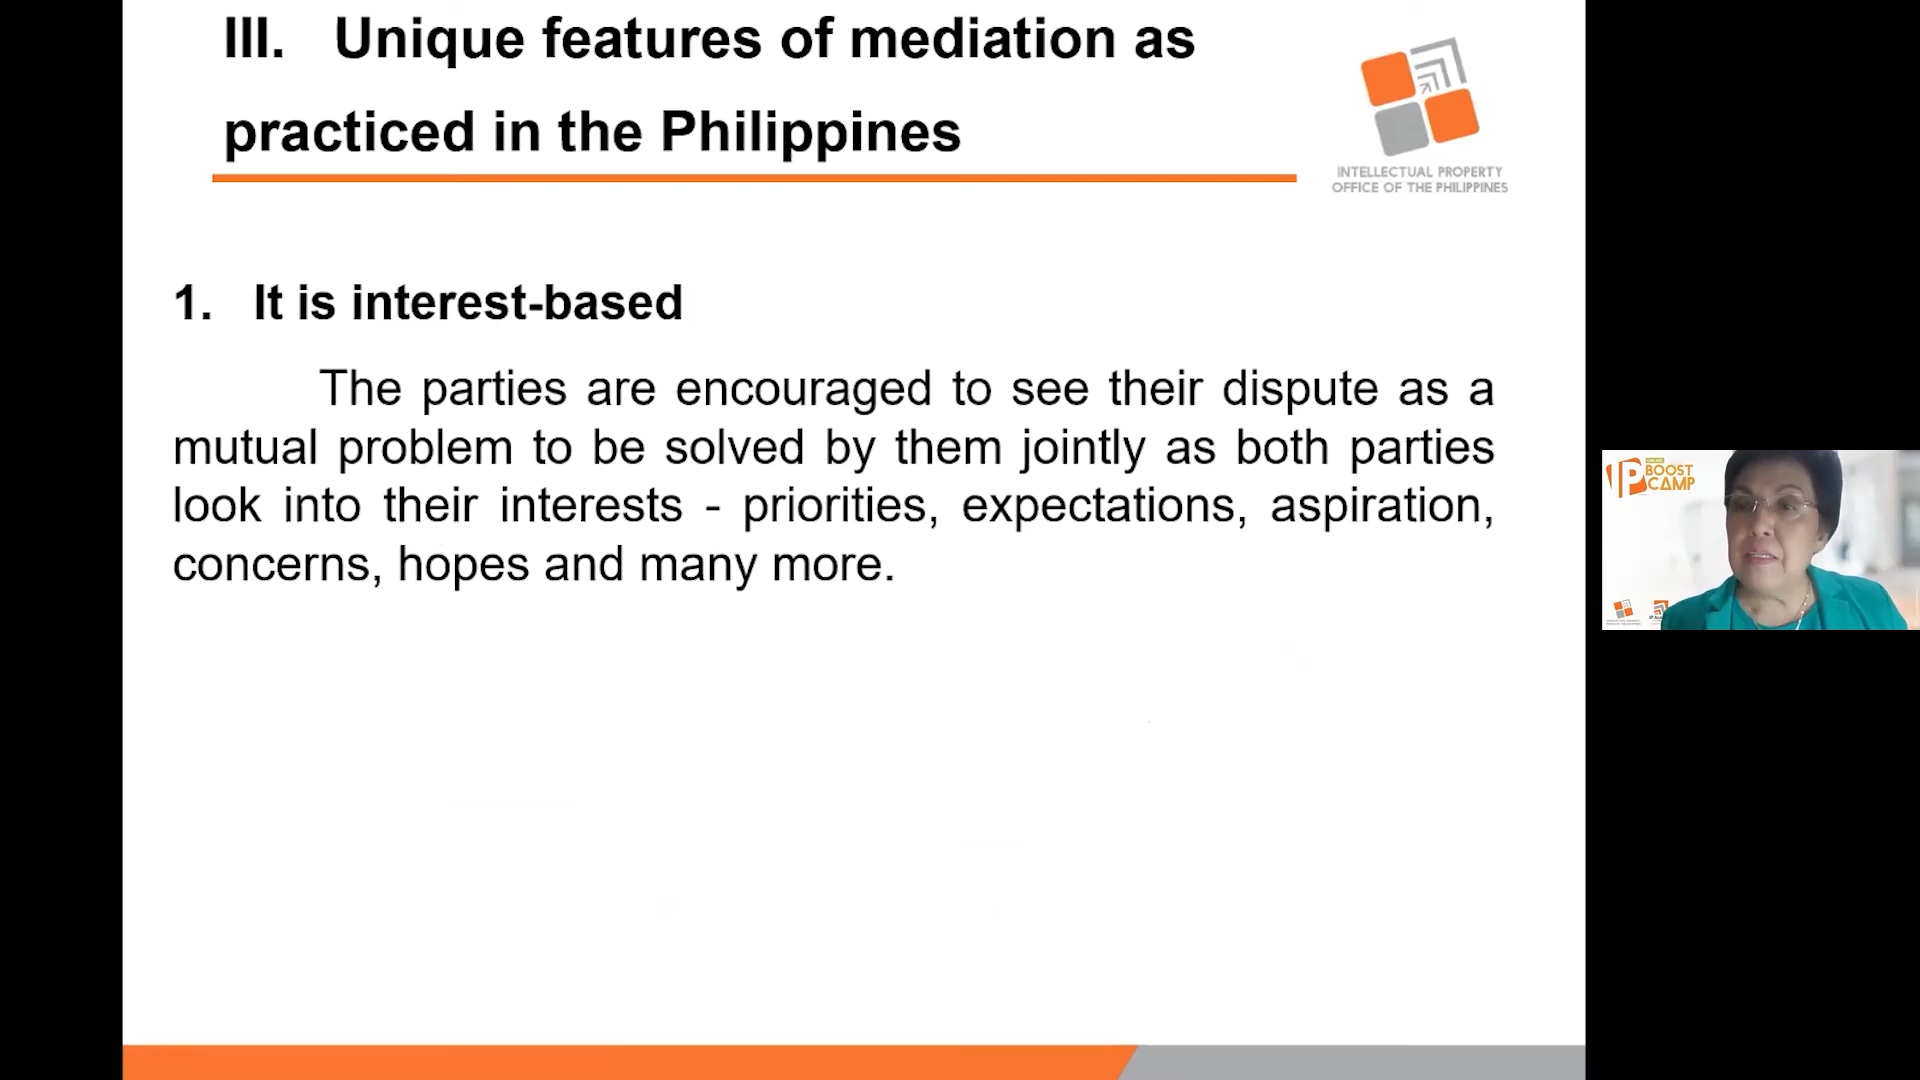 III. Unique features of mediation as
practiced in the Philippines
INTELLECTUAL PROPERTY
OFFICE OF THE PHILIPPINES
1. It is interest-based
The parties are encouraged to see their dispute as a
mutual problem to be solved by them jointly as both parties
look into their interests - priorities, expectations, aspiration,
concerns, hopes and many more.
IP BOOST
CAMP